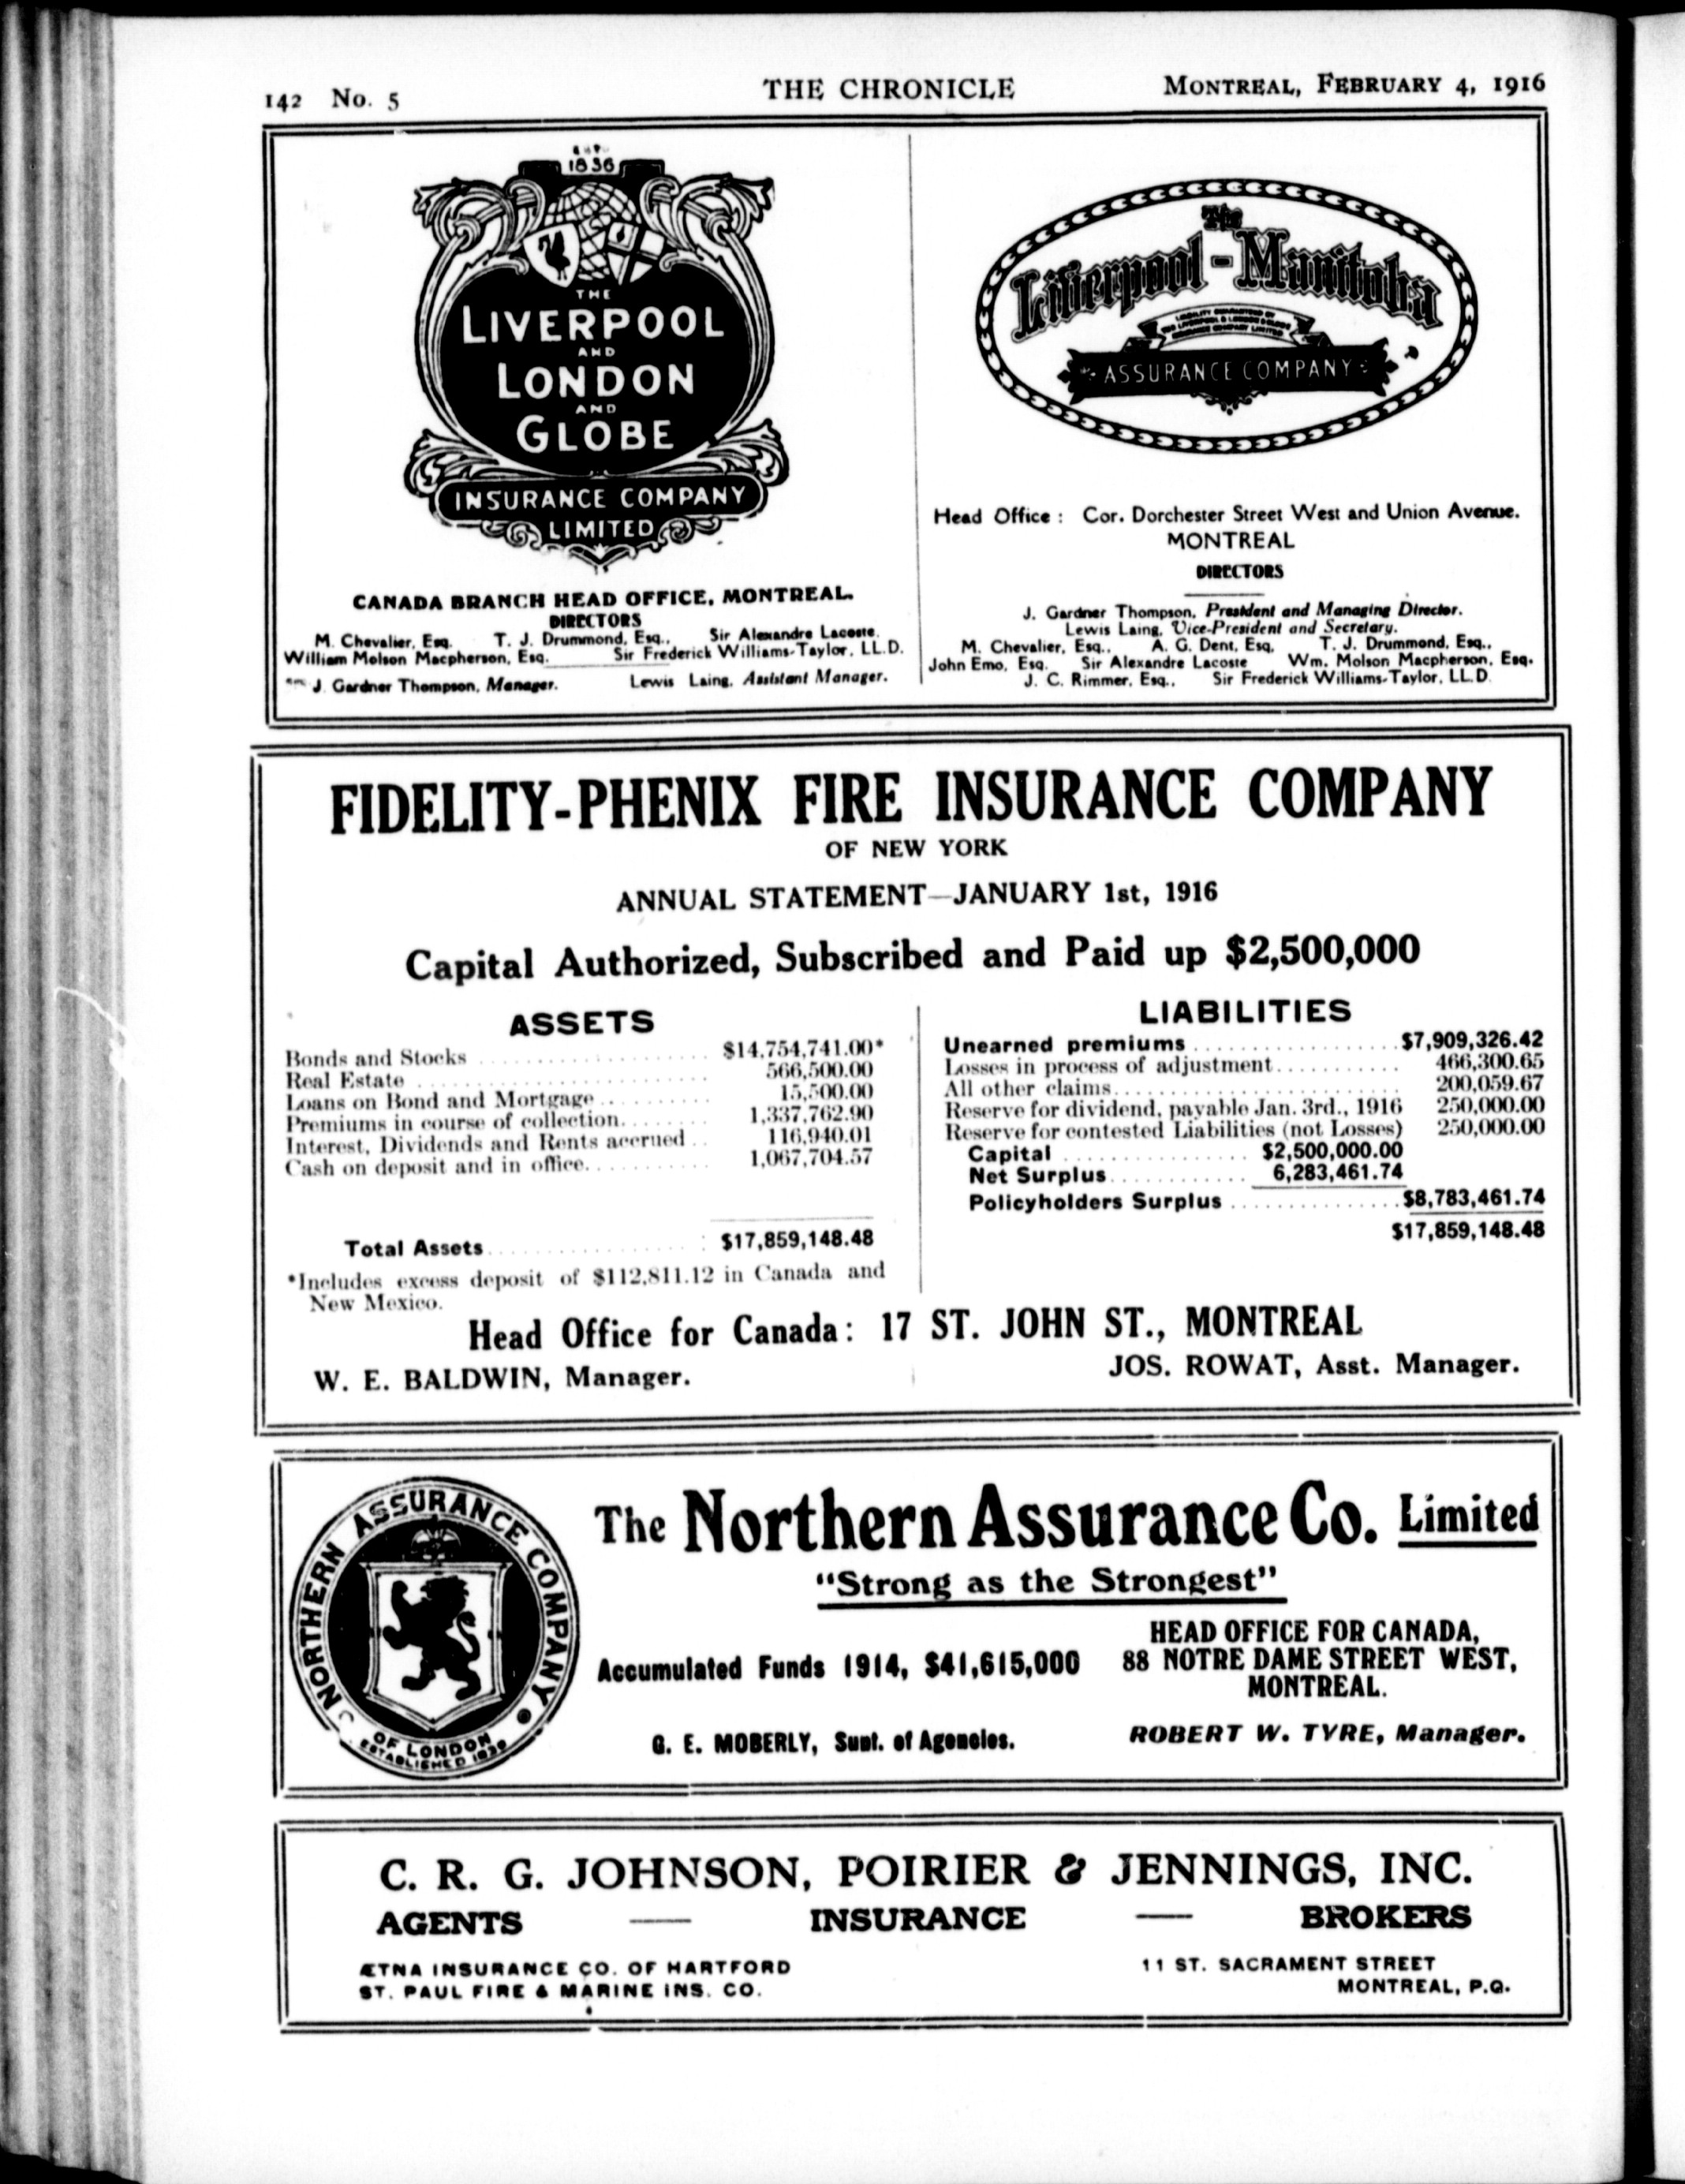 142 No. 5
THE CHRONICLE
MONTREAL, FEBRUARY 4, 1916
1836
THE
LIVERPOOL
AND
LONDON
AND
GLOBE
INSURANCE COMPANY
LIMITED
CANADA BRANCH HEAD OFFICE, MONTREAL.
DIRECTORS
M. Chevalier, Esq. T. J. Drummond, Esq., Sir Alexandre Lacoste.
William Molson Macpherson, Esq. Sir Frederick Williams-Taylor, LL.D.
J. Gardner Thompson, Manager. Lewis Laing, Assistant Manager.
The
Liverpool-Manitoba
ASSURANCE COMPANY
Head Office : Cor. Dorchester Street West and Union Avenue.
MONTREAL
DIRECTORS
J. Gardner Thompson, President and Managing Director.
Lewis Laing, Vice-President and Secretary.
M. Chevalier, Esq., A. G. Dent, Esq. T. J. Drummond, Esq.,
John Emo, Esq. Sir Alexandre Lacoste Wm. Molson Macpherson, Esq.
J. C. Rimmer, Esq., Sir Frederick Williams-Taylor, LL.D.
FIDELITY-PHENIX FIRE INSURANCE COMPANY
OF NEW YORK
ANNUAL STATEMENT—JANUARY 1st, 1916
Capital Authorized, Subscribed and Paid up $2,500,000
ASSETS
Bonds and Stocks $14,754,741.00*
Real Estate 566,500.00
Loans on Bond and Mortgage 15,500.00
Premiums in course of collection 1,337,762.90
Interest, Dividends and Rents accrued 116,940.01
Cash on deposit and in office 1,067,704.57
Total Assets $17,859,148.48
*Includes excess deposit of $112,811.12 in Canada and
New Mexico.
LIABILITIES
Unearned premiums $7,909,326.42
Losses in process of adjustment 466,300.65
All other claims 200,059.67
Reserve for dividend, payable Jan. 3rd., 1916 250,000.00
Reserve for contested Liabilities (not Losses) 250,000.00
Capital $2,500,000.00
Net Surplus 6,283,461.74
Policyholders Surplus $8,783,461.74
$17,859,148.48
Head Office for Canada: 17 ST. JOHN ST., MONTREAL
W. E. BALDWIN, Manager.
JOS. ROWAT, Asst. Manager.
NORTHERN ASSURANCE COMPANY
OF LONDON
ESTABLISHED 1836
The Northern Assurance Co. Limited
"Strong as the Strongest"
Accumulated Funds 1914, $41,615,000
HEAD OFFICE FOR CANADA,
88 NOTRE DAME STREET WEST,
MONTREAL.
G. E. MOBERLY, Supt. of Agencies.
ROBERT W. TYRE, Manager.
C. R. G. JOHNSON, POIRIER & JENNINGS, INC.
AGENTS — INSURANCE — BROKERS
ÆTNA INSURANCE CO. OF HARTFORD
ST. PAUL FIRE & MARINE INS. CO.
11 ST. SACRAMENT STREET
MONTREAL, P.Q.